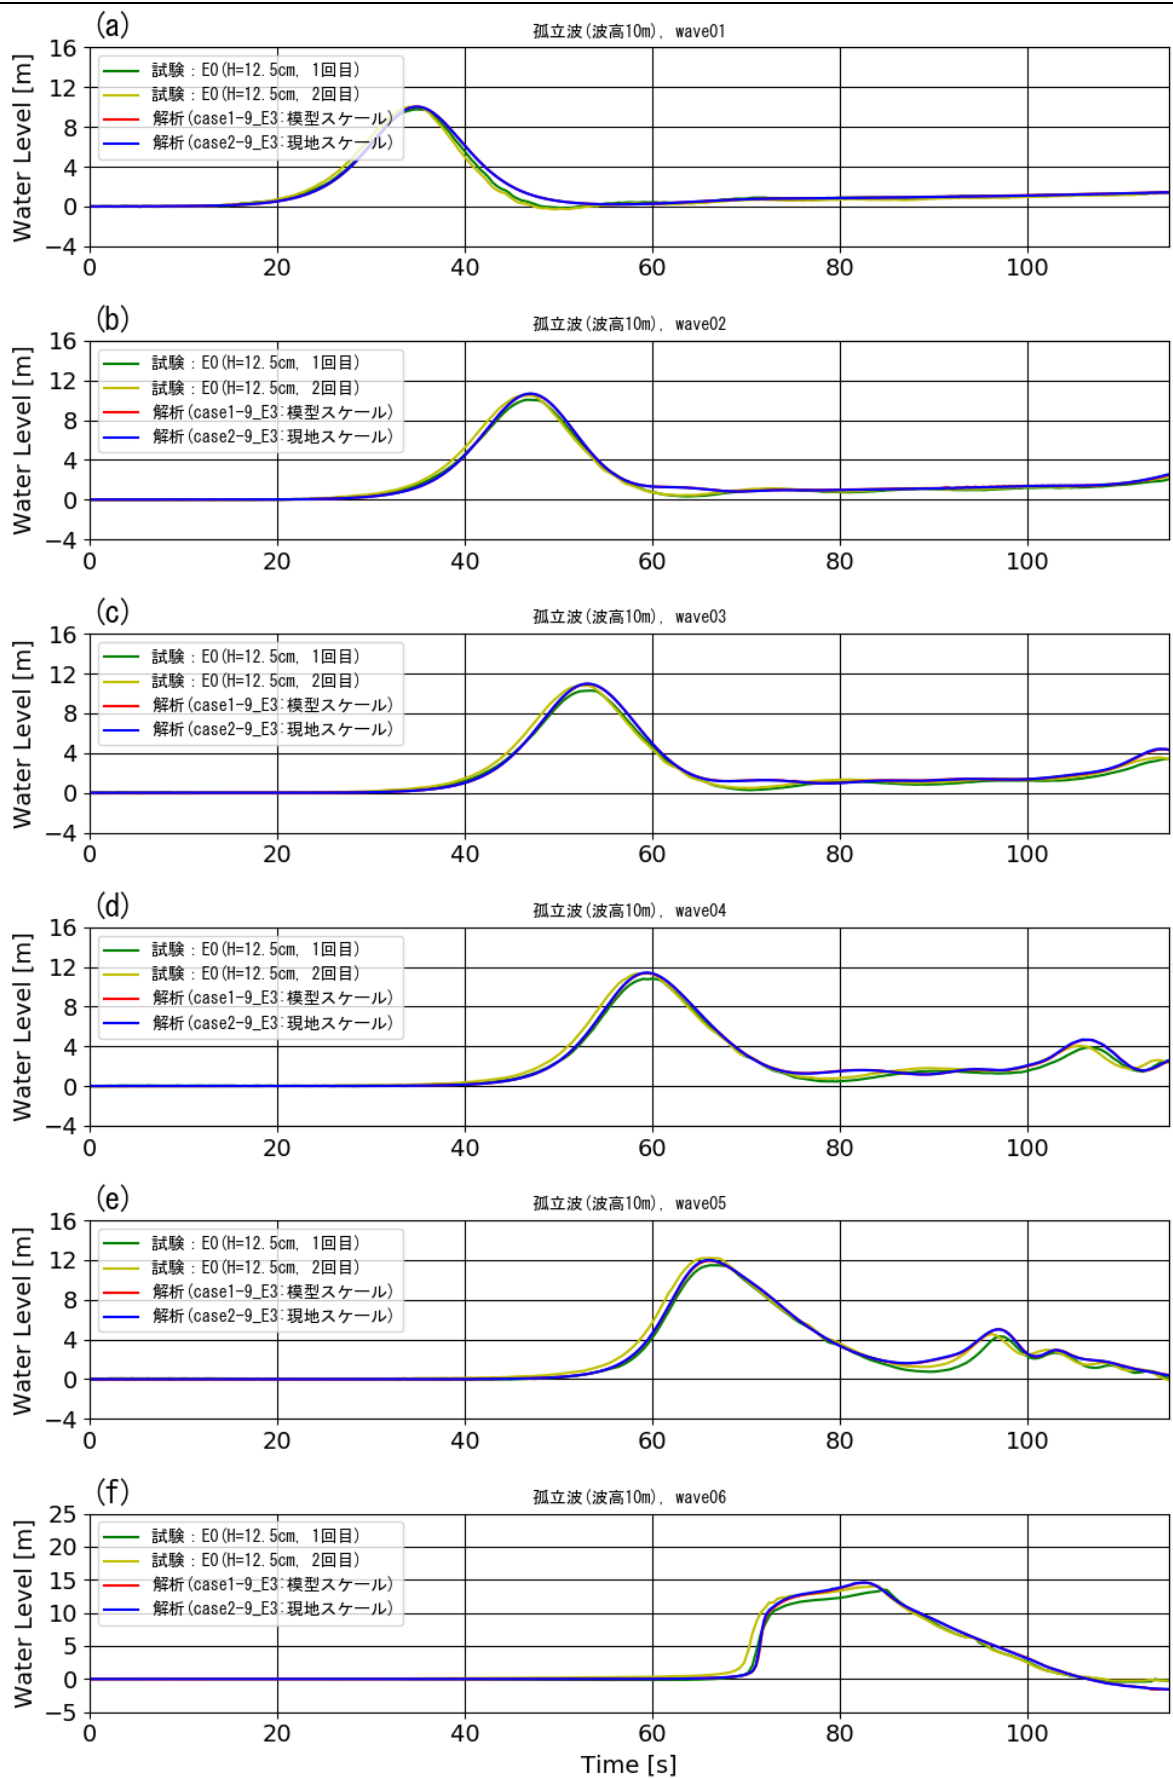 (a)
孤立波(波高10m), wave01
Water Level [m]
16
12
8
4
0
−4
試験：E0(H=12.5cm, 1回目)
試験：E0(H=12.5cm, 2回目)
解析(case1-9_E3:模型スケール)
解析(case2-9_E3:現地スケール)
0 20 40 60 80 100
(b)
孤立波(波高10m), wave02
Water Level [m]
16
12
8
4
0
−4
試験：E0(H=12.5cm, 1回目)
試験：E0(H=12.5cm, 2回目)
解析(case1-9_E3:模型スケール)
解析(case2-9_E3:現地スケール)
0 20 40 60 80 100
(c)
孤立波(波高10m), wave03
Water Level [m]
16
12
8
4
0
−4
試験：E0(H=12.5cm, 1回目)
試験：E0(H=12.5cm, 2回目)
解析(case1-9_E3:模型スケール)
解析(case2-9_E3:現地スケール)
0 20 40 60 80 100
(d)
孤立波(波高10m), wave04
Water Level [m]
16
12
8
4
0
−4
試験：E0(H=12.5cm, 1回目)
試験：E0(H=12.5cm, 2回目)
解析(case1-9_E3:模型スケール)
解析(case2-9_E3:現地スケール)
0 20 40 60 80 100
(e)
孤立波(波高10m), wave05
Water Level [m]
16
12
8
4
0
−4
試験：E0(H=12.5cm, 1回目)
試験：E0(H=12.5cm, 2回目)
解析(case1-9_E3:模型スケール)
解析(case2-9_E3:現地スケール)
0 20 40 60 80 100
(f)
孤立波(波高10m), wave06
Water Level [m]
25
20
15
10
5
0
−5
試験：E0(H=12.5cm, 1回目)
試験：E0(H=12.5cm, 2回目)
解析(case1-9_E3:模型スケール)
解析(case2-9_E3:現地スケール)
0 20 40 60 80 100
Time [s]